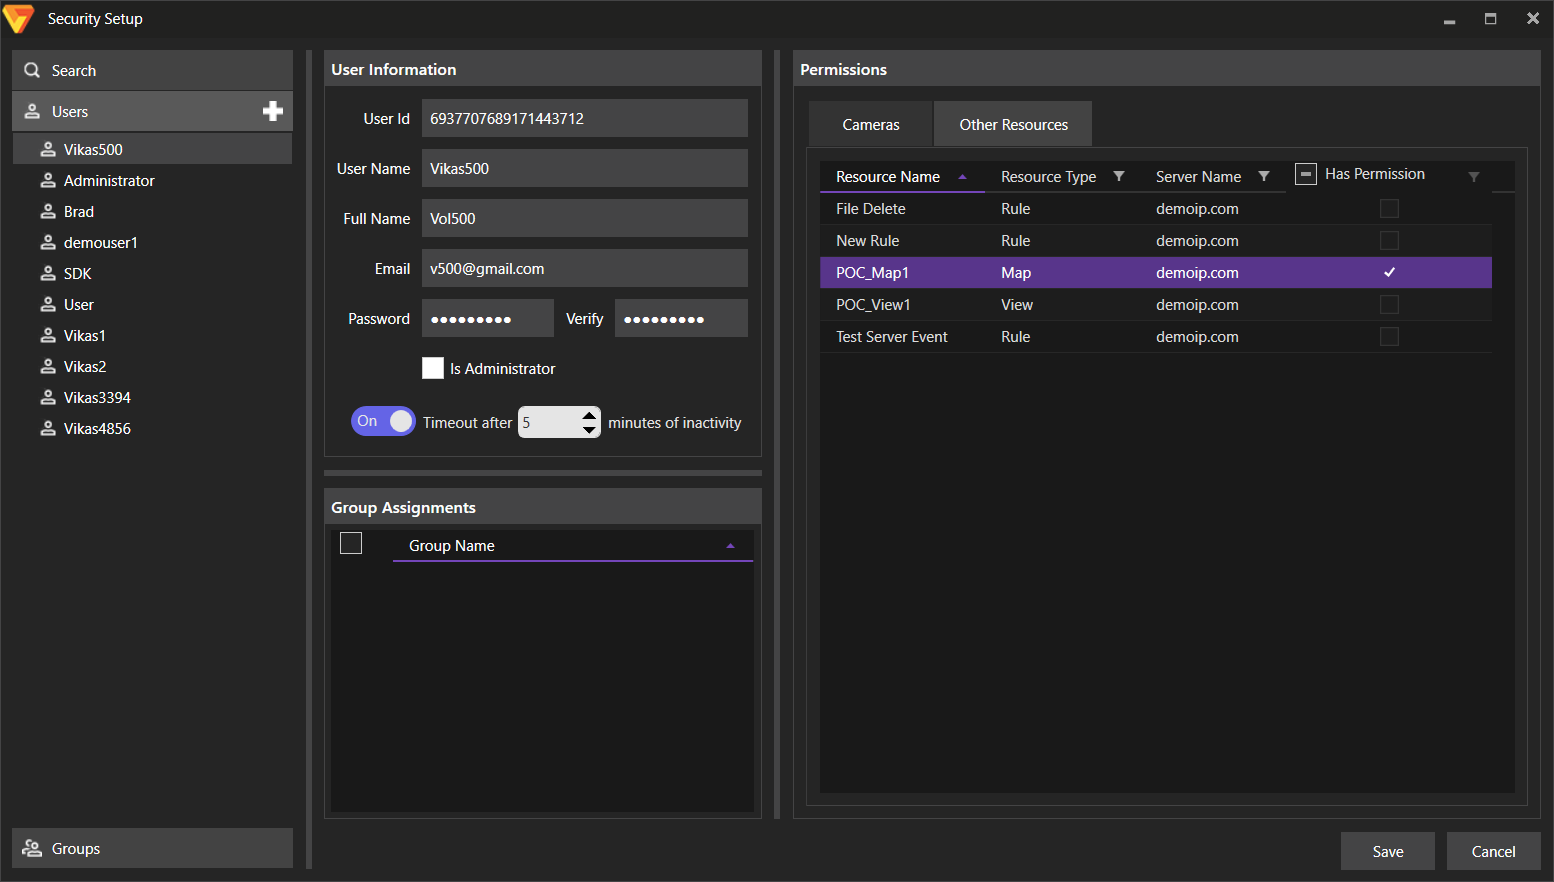 Security Setup
Search
Users
Vikas500
Administrator
Brad
demouser1
SDK
User
Vikas1
Vikas2
Vikas3394
Vikas4856
Groups
User Information
User Id 6937707689171443712
User Name Vikas500
Full Name Vol500
Email v500@gmail.com
Password ●●●●●●●●● Verify ●●●●●●●●●
Is Administrator
On Timeout after 5 minutes of inactivity
Group Assignments
Group Name
Permissions
Cameras Other Resources
Resource Name Resource Type Server Name Has Permission
File Delete Rule demoip.com
New Rule Rule demoip.com
POC_Map1 Map demoip.com
POC_View1 View demoip.com
Test Server Event Rule demoip.com
Save Cancel